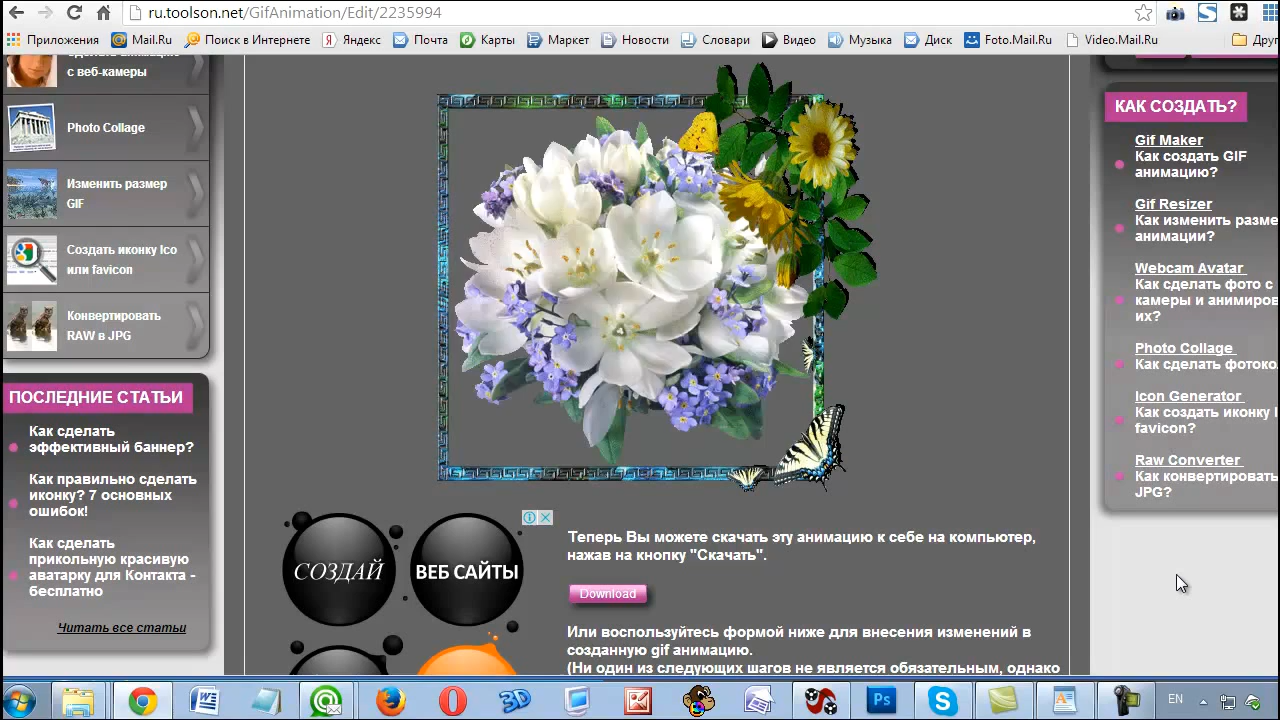 ru.toolson.net/GifAnimation/Edit/2235994
Приложения
Mail.Ru
Поиск в Интернете
Яндекс
Почта
Карты
Маркет
Новости
Словари
Видео
Музыка
Диск
Foto.Mail.Ru
Video.Mail.Ru
Друг
с веб-камеры
Photo Collage
Изменить размер
GIF
Создать иконку Ico
или favicon
Конвертировать
RAW в JPG
ПОСЛЕДНИЕ СТАТЬИ
Как сделать
эффективный баннер?
Как правильно сделать
иконку? 7 основных
ошибок!
Как сделать
прикольную красивую
аватарку для Контакта -
бесплатно
Читать все статьи
СОЗДАЙ
ВЕБ САЙТЫ
Теперь Вы можете скачать эту анимацию к себе на компьютер,
нажав на кнопку "Скачать".
Download
Или воспользуйтесь формой ниже для внесения изменений в
созданную gif анимацию.
(Ни один из следующих шагов не является обязательным, однако
КАК СОЗДАТЬ?
Gif Maker
Как создать GIF
анимацию?
Gif Resizer
Как изменить разме
анимации?
Webcam Avatar
Как сделать фото с
камеры и анимиров
их?
Photo Collage
Как сделать фотоко
Icon Generator
Как создать иконку I
favicon?
Raw Converter
Как конвертировать
JPG?
EN